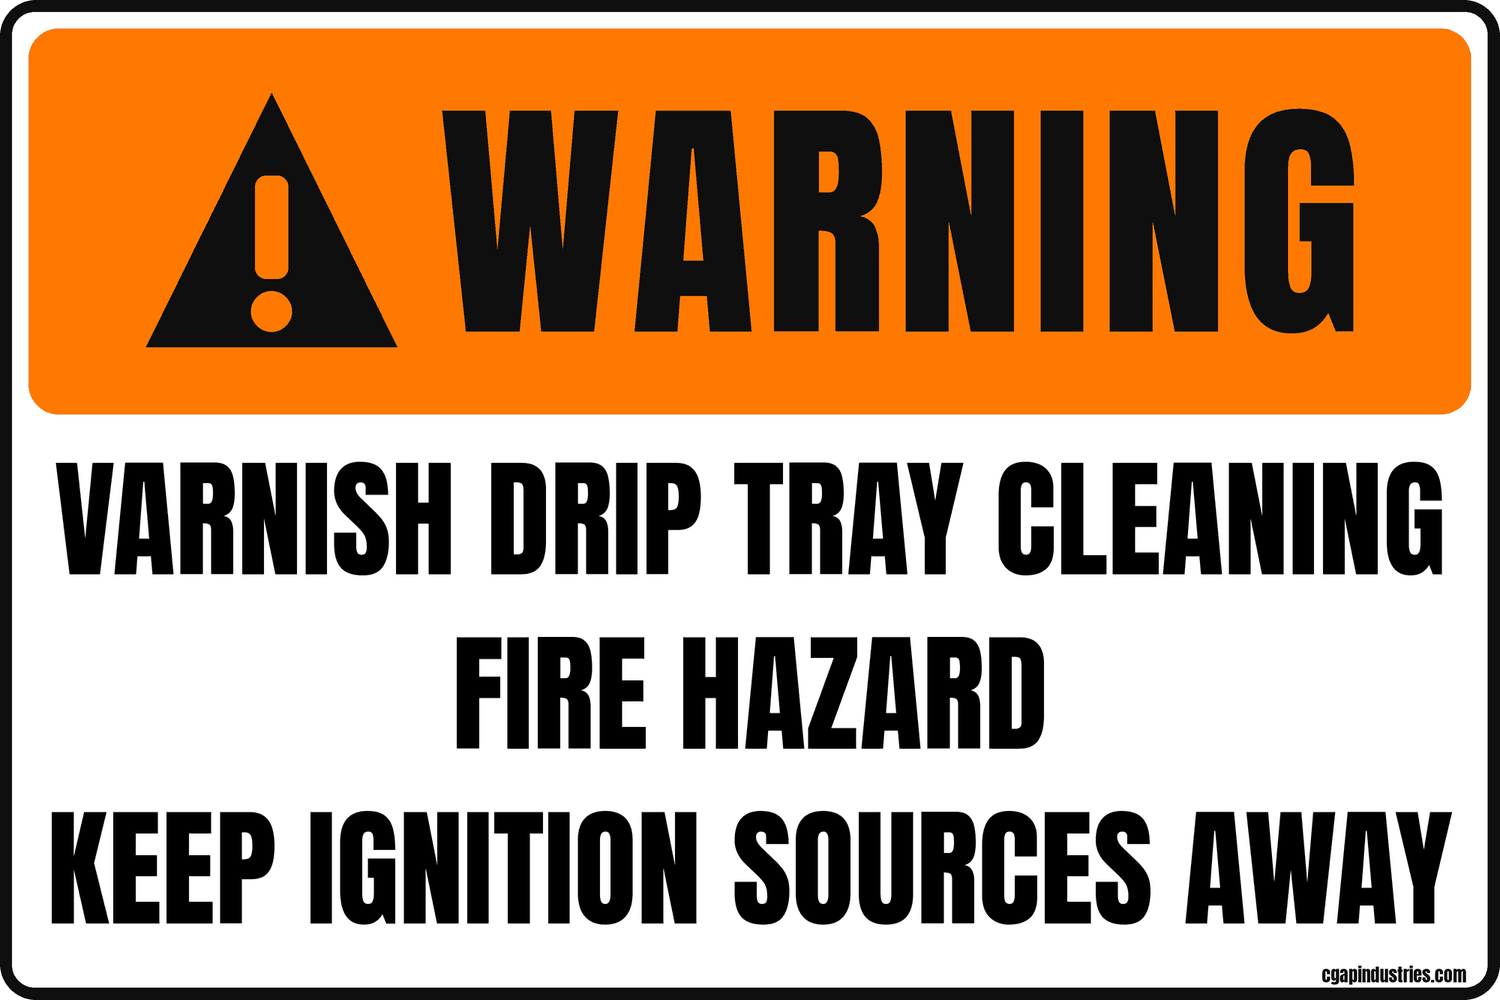 WARNING
VARNISH DRIP TRAY CLEANING
FIRE HAZARD
KEEP IGNITION SOURCES AWAY
cgapindustries.com